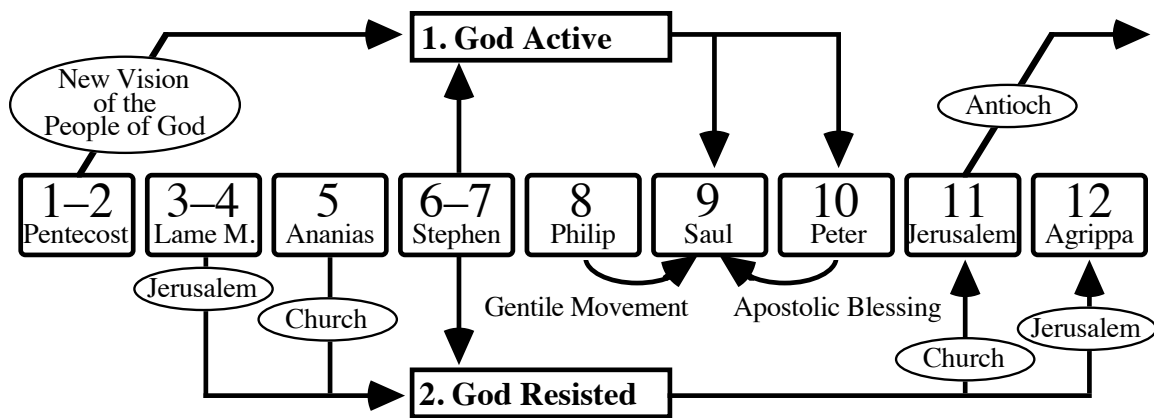 1. God Active
New Vision
of the
People of God
Antioch
1–2
Pentecost
3–4
Lame M.
5
Ananias
6–7
Stephen
8
Philip
9
Saul
10
Peter
11
Jerusalem
12
Agrippa
Jerusalem
Church
Gentile Movement
Apostolic Blessing
Church
Jerusalem
2. God Resisted